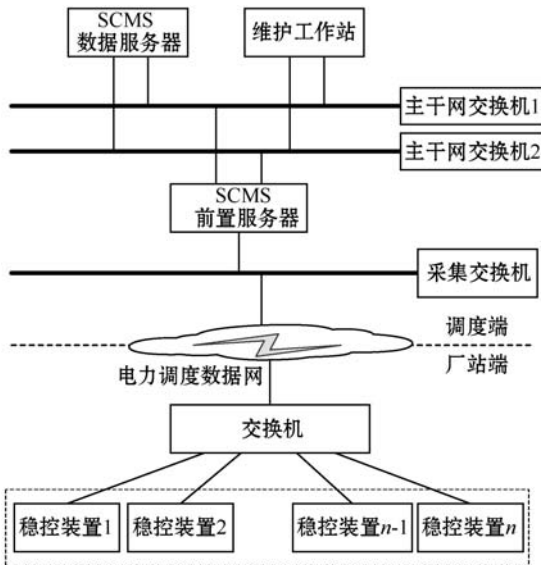 SCMS
数据服务器
维护工作站
主干网交换机1
主干网交换机2
SCMS
前置服务器
采集交换机
调度端
电力调度数据网
厂站端
交换机
稳控装置1
稳控装置2
稳控装置n-1
稳控装置n